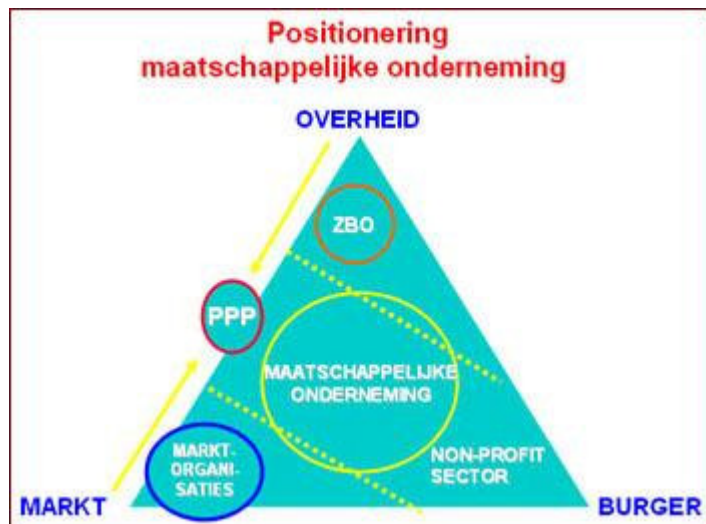 Positionering
maatschappelijke onderneming
OVERHEID
ZBO
PPP
MAATSCHAPPELIJKE
ONDERNEMING
MARKT-
ORGANI-
SATIES
NON-PROFIT
SECTOR
MARKT
BURGER